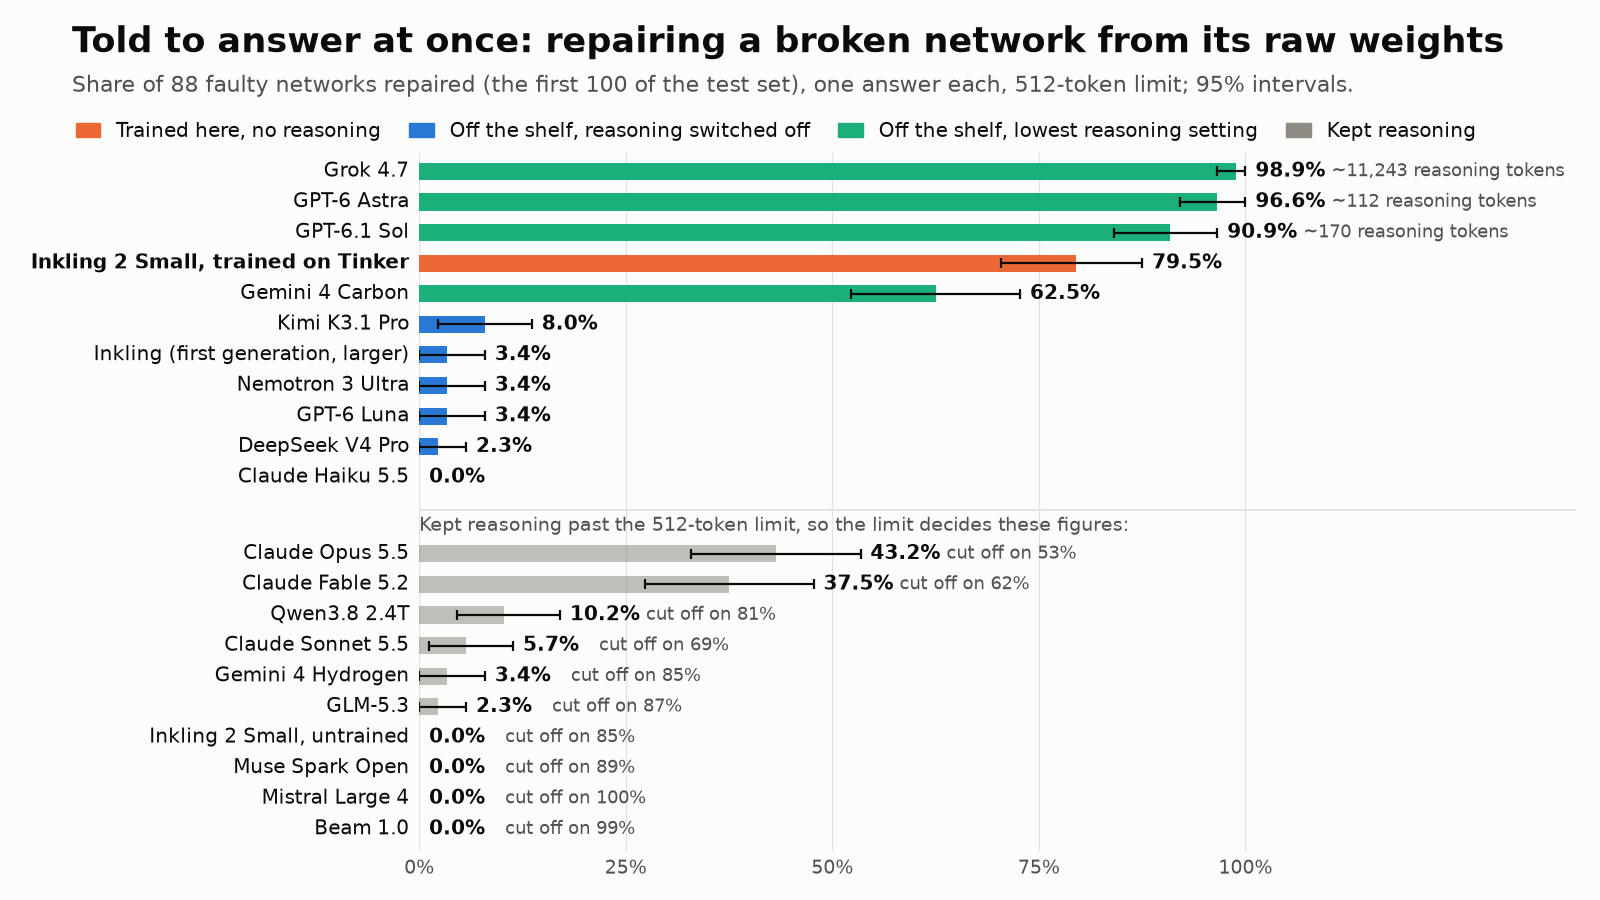 Told to answer at once: repairing a broken network from its raw weights
Share of 88 faulty networks repaired (the first 100 of the test set), one answer each, 512-token limit; 95% intervals.
Trained here, no reasoning
Off the shelf, reasoning switched off
Off the shelf, lowest reasoning setting
Kept reasoning
Grok 4.7 98.9% ~11,243 reasoning tokens
GPT-6 Astra 96.6% ~112 reasoning tokens
GPT-6.1 Sol 90.9% ~170 reasoning tokens
Inkling 2 Small, trained on Tinker 79.5%
Gemini 4 Carbon 62.5%
Kimi K3.1 Pro 8.0%
Inkling (first generation, larger) 3.4%
Nemotron 3 Ultra 3.4%
GPT-6 Luna 3.4%
DeepSeek V4 Pro 2.3%
Claude Haiku 5.5 0.0%
Kept reasoning past the 512-token limit, so the limit decides these figures:
Claude Opus 5.5 43.2% cut off on 53%
Claude Fable 5.2 37.5% cut off on 62%
Qwen3.8 2.4T 10.2% cut off on 81%
Claude Sonnet 5.5 5.7% cut off on 69%
Gemini 4 Hydrogen 3.4% cut off on 85%
GLM-5.3 2.3% cut off on 87%
Inkling 2 Small, untrained 0.0% cut off on 85%
Muse Spark Open 0.0% cut off on 89%
Mistral Large 4 0.0% cut off on 100%
Beam 1.0 0.0% cut off on 99%
0% 25% 50% 75% 100%